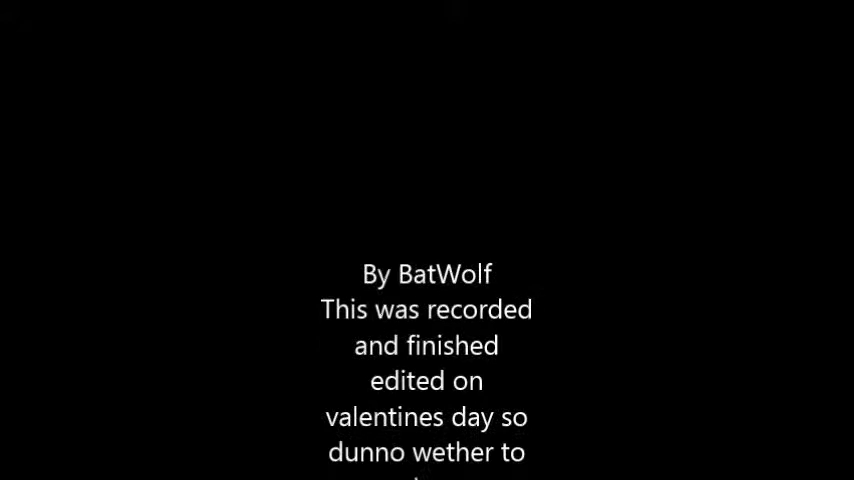 By BatWolf
This was recorded
and finished
edited on
valentines day so
dunno wether to